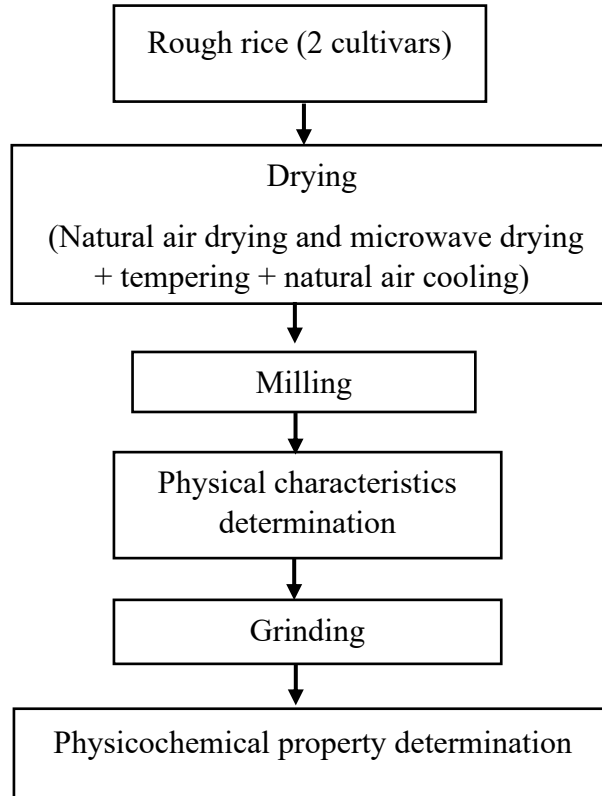 Rough rice (2 cultivars)
Drying
(Natural air drying and microwave drying
+ tempering + natural air cooling)
Milling
Physical characteristics
determination
Grinding
Physicochemical property determination